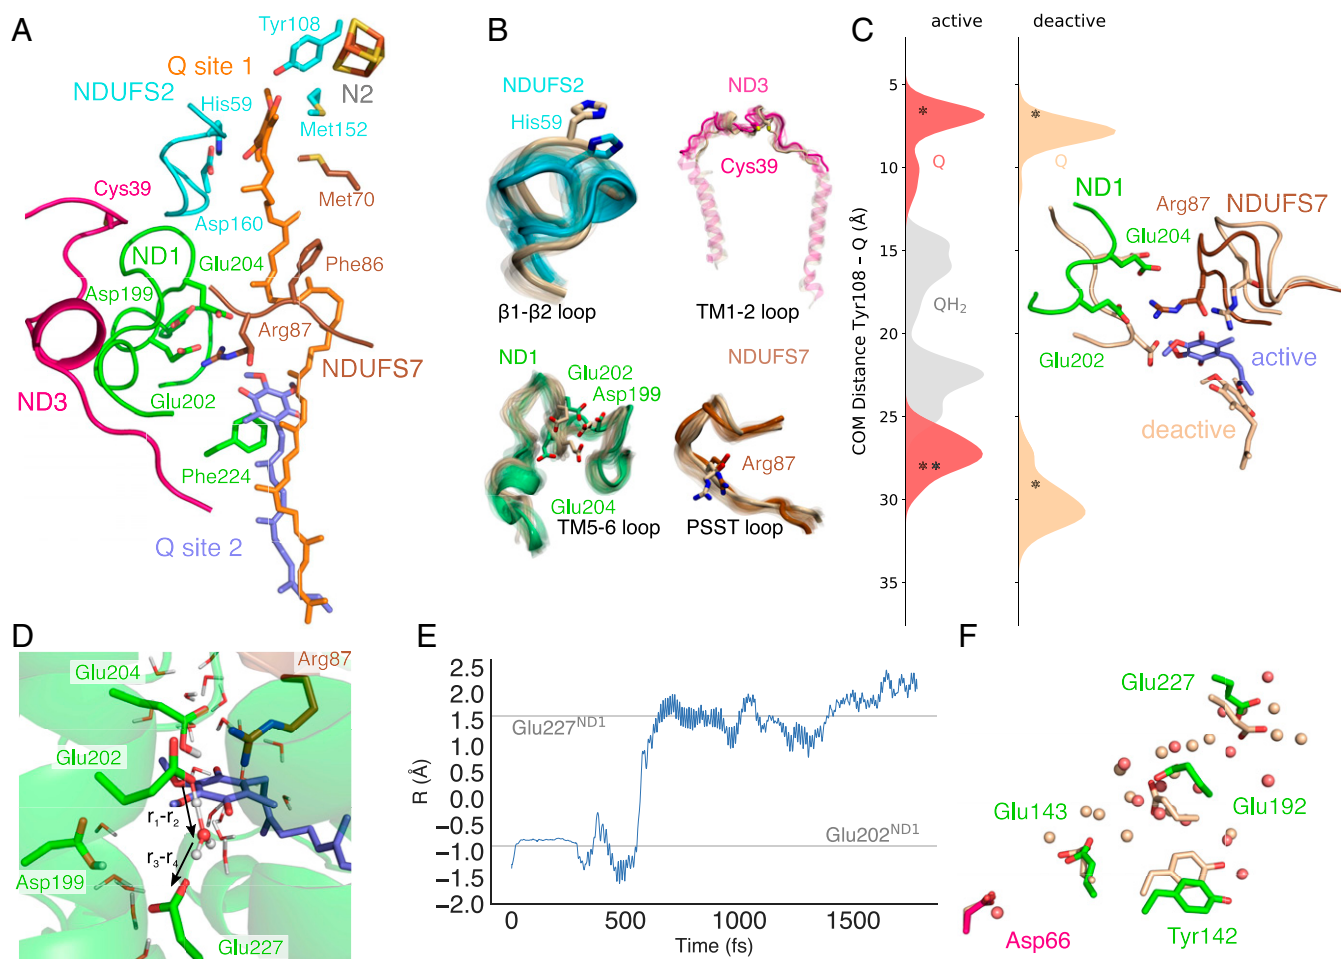 A
Tyr108
Q site 1
NDUFS2
His59
N2
Met152
Cys39
Met70
Asp160
ND1
Glu204
Phe86
Asp199
Arg87
NDUFS7
ND3
Glu202
Phe224
Q site 2
B
NDUFS2
His59
ND3
Cys39
β1-β2 loop
TM1-2 loop
ND1
Glu202
Asp199
NDUFS7
Arg87
Glu204
TM5-6 loop
PSST loop
C
active
deactive
COM Distance Tyr108 – Q (Å)
5
10
15
20
25
30
35
*
Q
QH₂
**
*
Q
*
ND1
Arg87
NDUFS7
Glu204
Glu202
active
deactive
D
Glu204
Arg87
Glu202
r₁-r₂
r₃-r₄
Asp199
Glu227
E
R (Å)
2.5
2.0
1.5
1.0
0.5
0.0
−0.5
−1.0
−1.5
−2.0
Glu227ᴺᴰ¹
Glu202ᴺᴰ¹
0
500
1000
1500
Time (fs)
F
Glu227
Glu143
Glu192
Asp66
Tyr142